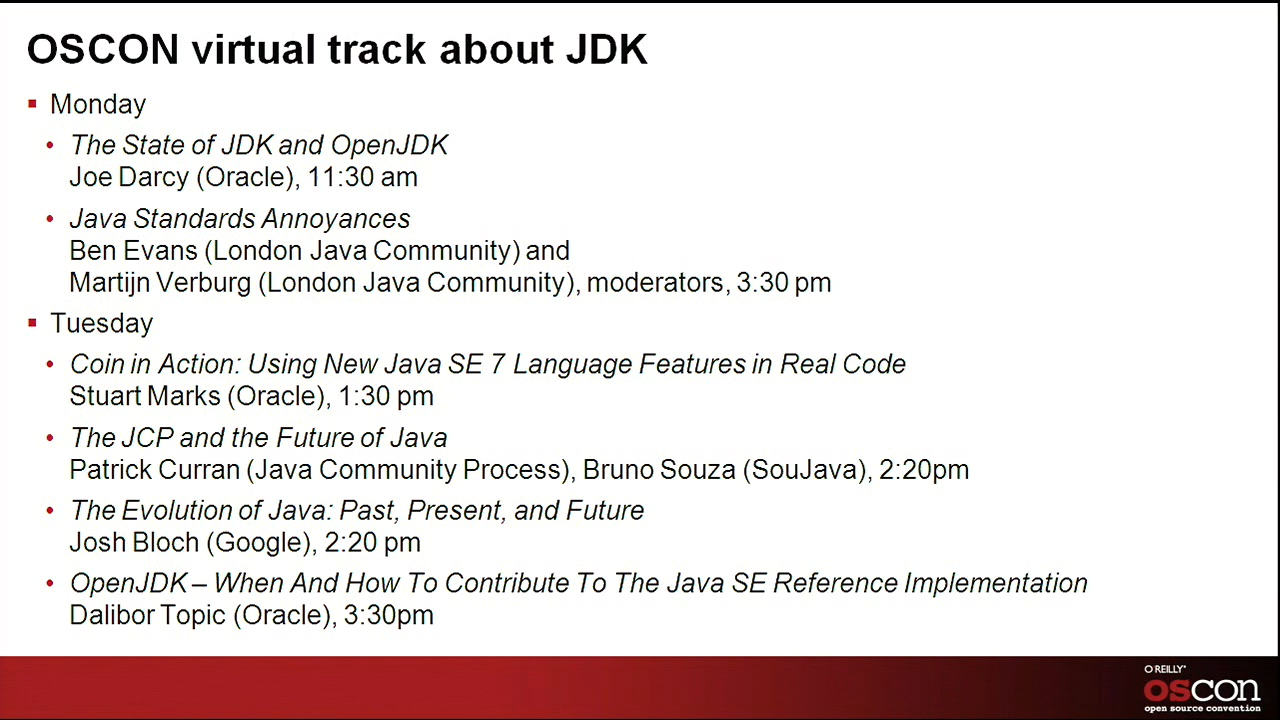 OSCON virtual track about JDK
Monday
The State of JDK and OpenJDK
Joe Darcy (Oracle), 11:30 am
Java Standards Annoyances
Ben Evans (London Java Community) and
Martijn Verburg (London Java Community), moderators, 3:30 pm
Tuesday
Coin in Action: Using New Java SE 7 Language Features in Real Code
Stuart Marks (Oracle), 1:30 pm
The JCP and the Future of Java
Patrick Curran (Java Community Process), Bruno Souza (SouJava), 2:20pm
The Evolution of Java: Past, Present, and Future
Josh Bloch (Google), 2:20 pm
OpenJDK – When And How To Contribute To The Java SE Reference Implementation
Dalibor Topic (Oracle), 3:30pm
O'REILLY®
oscon
open source convention